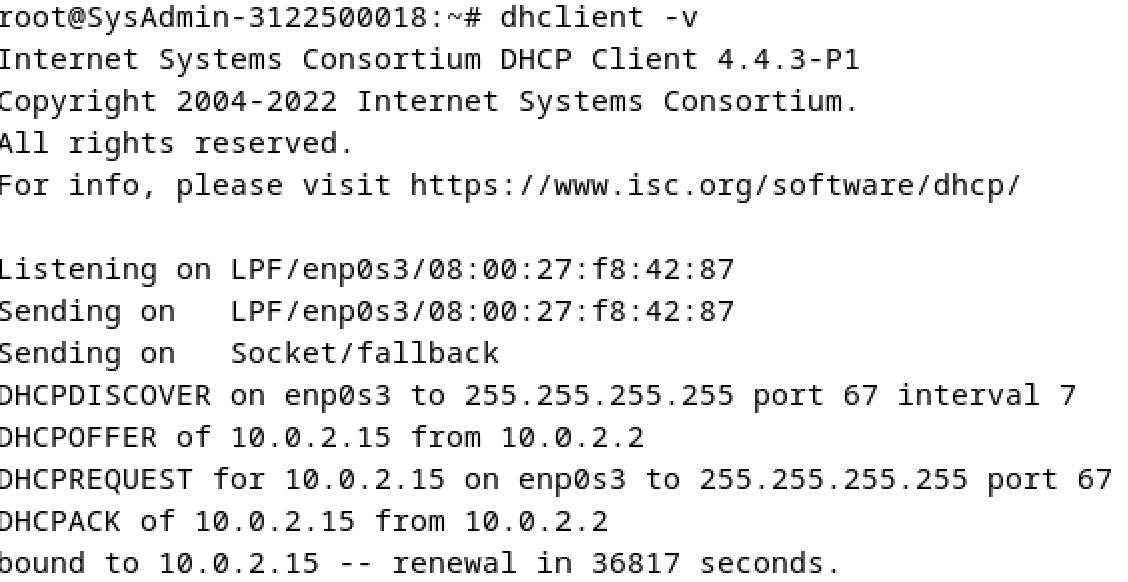 root@SysAdmin-3122500018:~# dhclient -v
Internet Systems Consortium DHCP Client 4.4.3-P1
Copyright 2004-2022 Internet Systems Consortium.
All rights reserved.
For info, please visit https://www.isc.org/software/dhcp/
Listening on LPF/enp0s3/08:00:27:f8:42:87
Sending on   LPF/enp0s3/08:00:27:f8:42:87
Sending on   Socket/fallback
DHCPDISCOVER on enp0s3 to 255.255.255.255 port 67 interval 7
DHCPOFFER of 10.0.2.15 from 10.0.2.2
DHCPREQUEST for 10.0.2.15 on enp0s3 to 255.255.255.255 port 67
DHCPACK of 10.0.2.15 from 10.0.2.2
bound to 10.0.2.15 -- renewal in 36817 seconds.